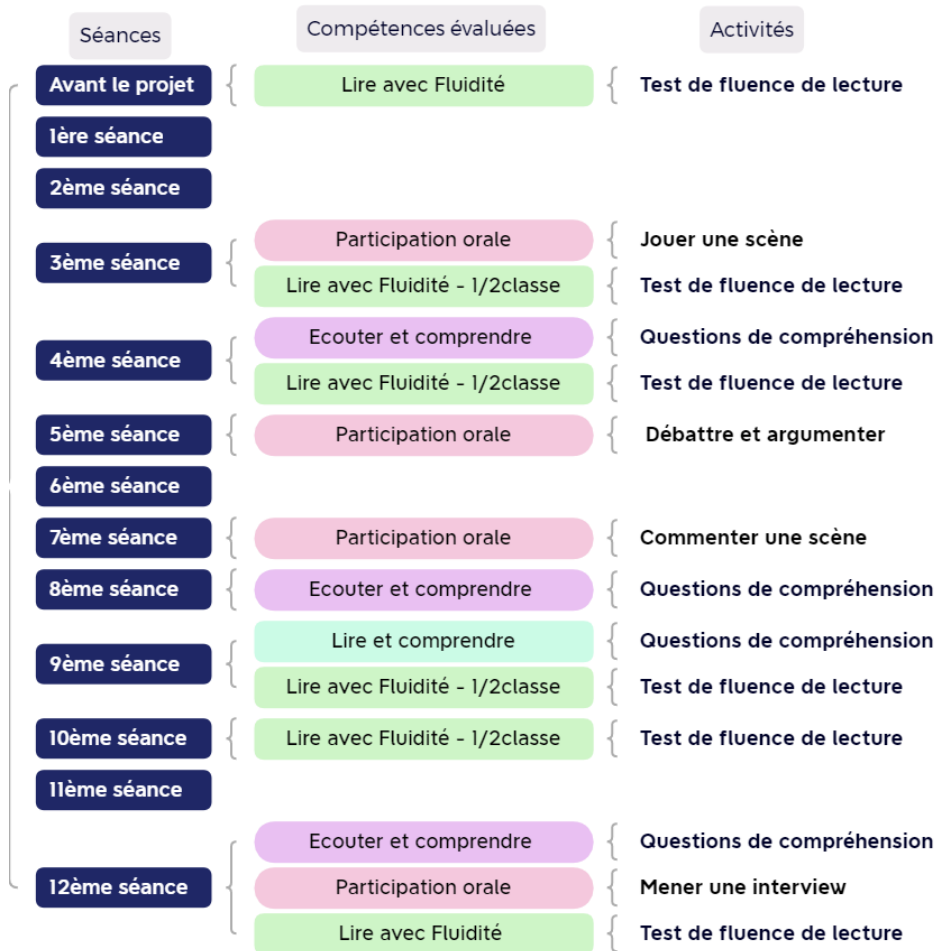 Séances Compétences évaluées Activités
Avant le projet Lire avec Fluidité Test de fluence de lecture
1ère séance
2ème séance
3ème séance
Participation orale Jouer une scène
Lire avec Fluidité - 1/2classe Test de fluence de lecture
4ème séance
Ecouter et comprendre Questions de compréhension
Lire avec Fluidité - 1/2classe Test de fluence de lecture
5ème séance Participation orale Débattre et argumenter
6ème séance
7ème séance Participation orale Commenter une scène
8ème séance Ecouter et comprendre Questions de compréhension
9ème séance
Lire et comprendre Questions de compréhension
Lire avec Fluidité - 1/2classe Test de fluence de lecture
10ème séance Lire avec Fluidité - 1/2classe Test de fluence de lecture
11ème séance
12ème séance
Ecouter et comprendre Questions de compréhension
Participation orale Mener une interview
Lire avec Fluidité Test de fluence de lecture